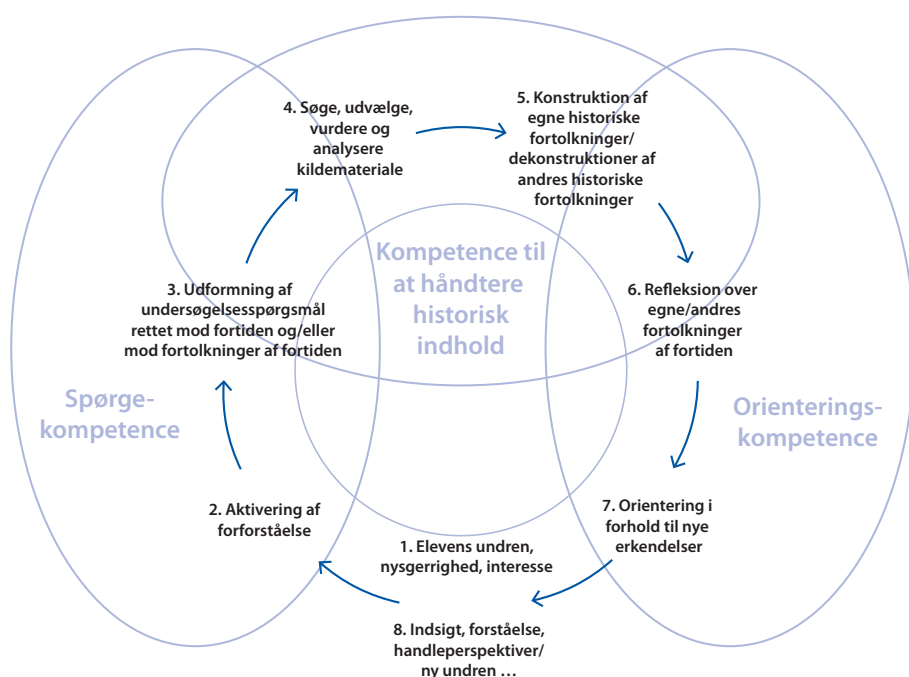 4. Søge, udvælge,
vurdere og
analysere
kildemateriale
5. Konstruktion af
egne historiske
fortolkninger/
dekonstruktioner af
andres historiske
fortolkninger
Kompetence til
at håndtere
historisk
indhold
3. Udformning af
undersøgelsesspørgsmål
rettet mod fortiden og/eller
mod fortolkninger af fortiden
6. Refleksion over
egne/andres
fortolkninger
af fortiden
Spørge-
kompetence
Orienterings-
kompetence
2. Aktivering af
forforståelse
7. Orientering i
forhold til nye
erkendelser
1. Elevens undren,
nysgerrighed, interesse
8. Indsigt, forståelse,
handleperspektiver/
ny undren …